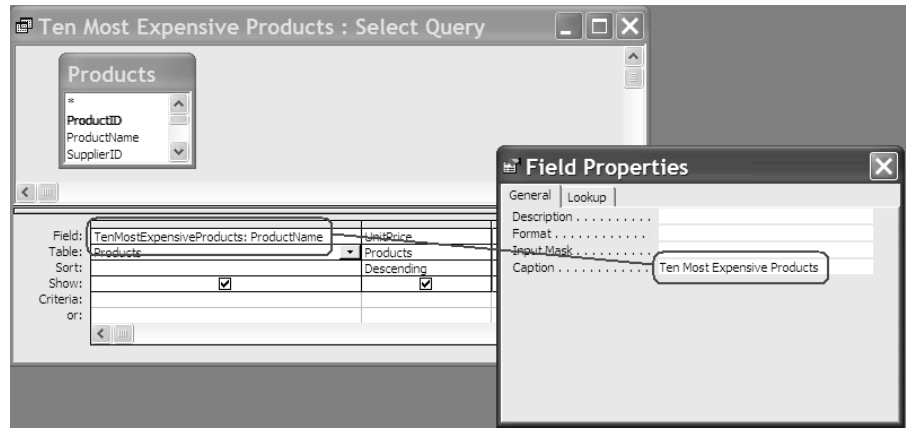 Ten Most Expensive Products : Select Query
Products
*
ProductID
ProductName
SupplierID
Field: TenMostExpensiveProducts: ProductName UnitPrice
Table: Products Products
Sort: Descending
Show:
Criteria:
or:
Field Properties
General Lookup
Description . . . . . . . . . .
Format . . . . . . . . . . . . .
Input Mask . . . . . . . . . .
Caption . . . . . . . . . . . . Ten Most Expensive Products